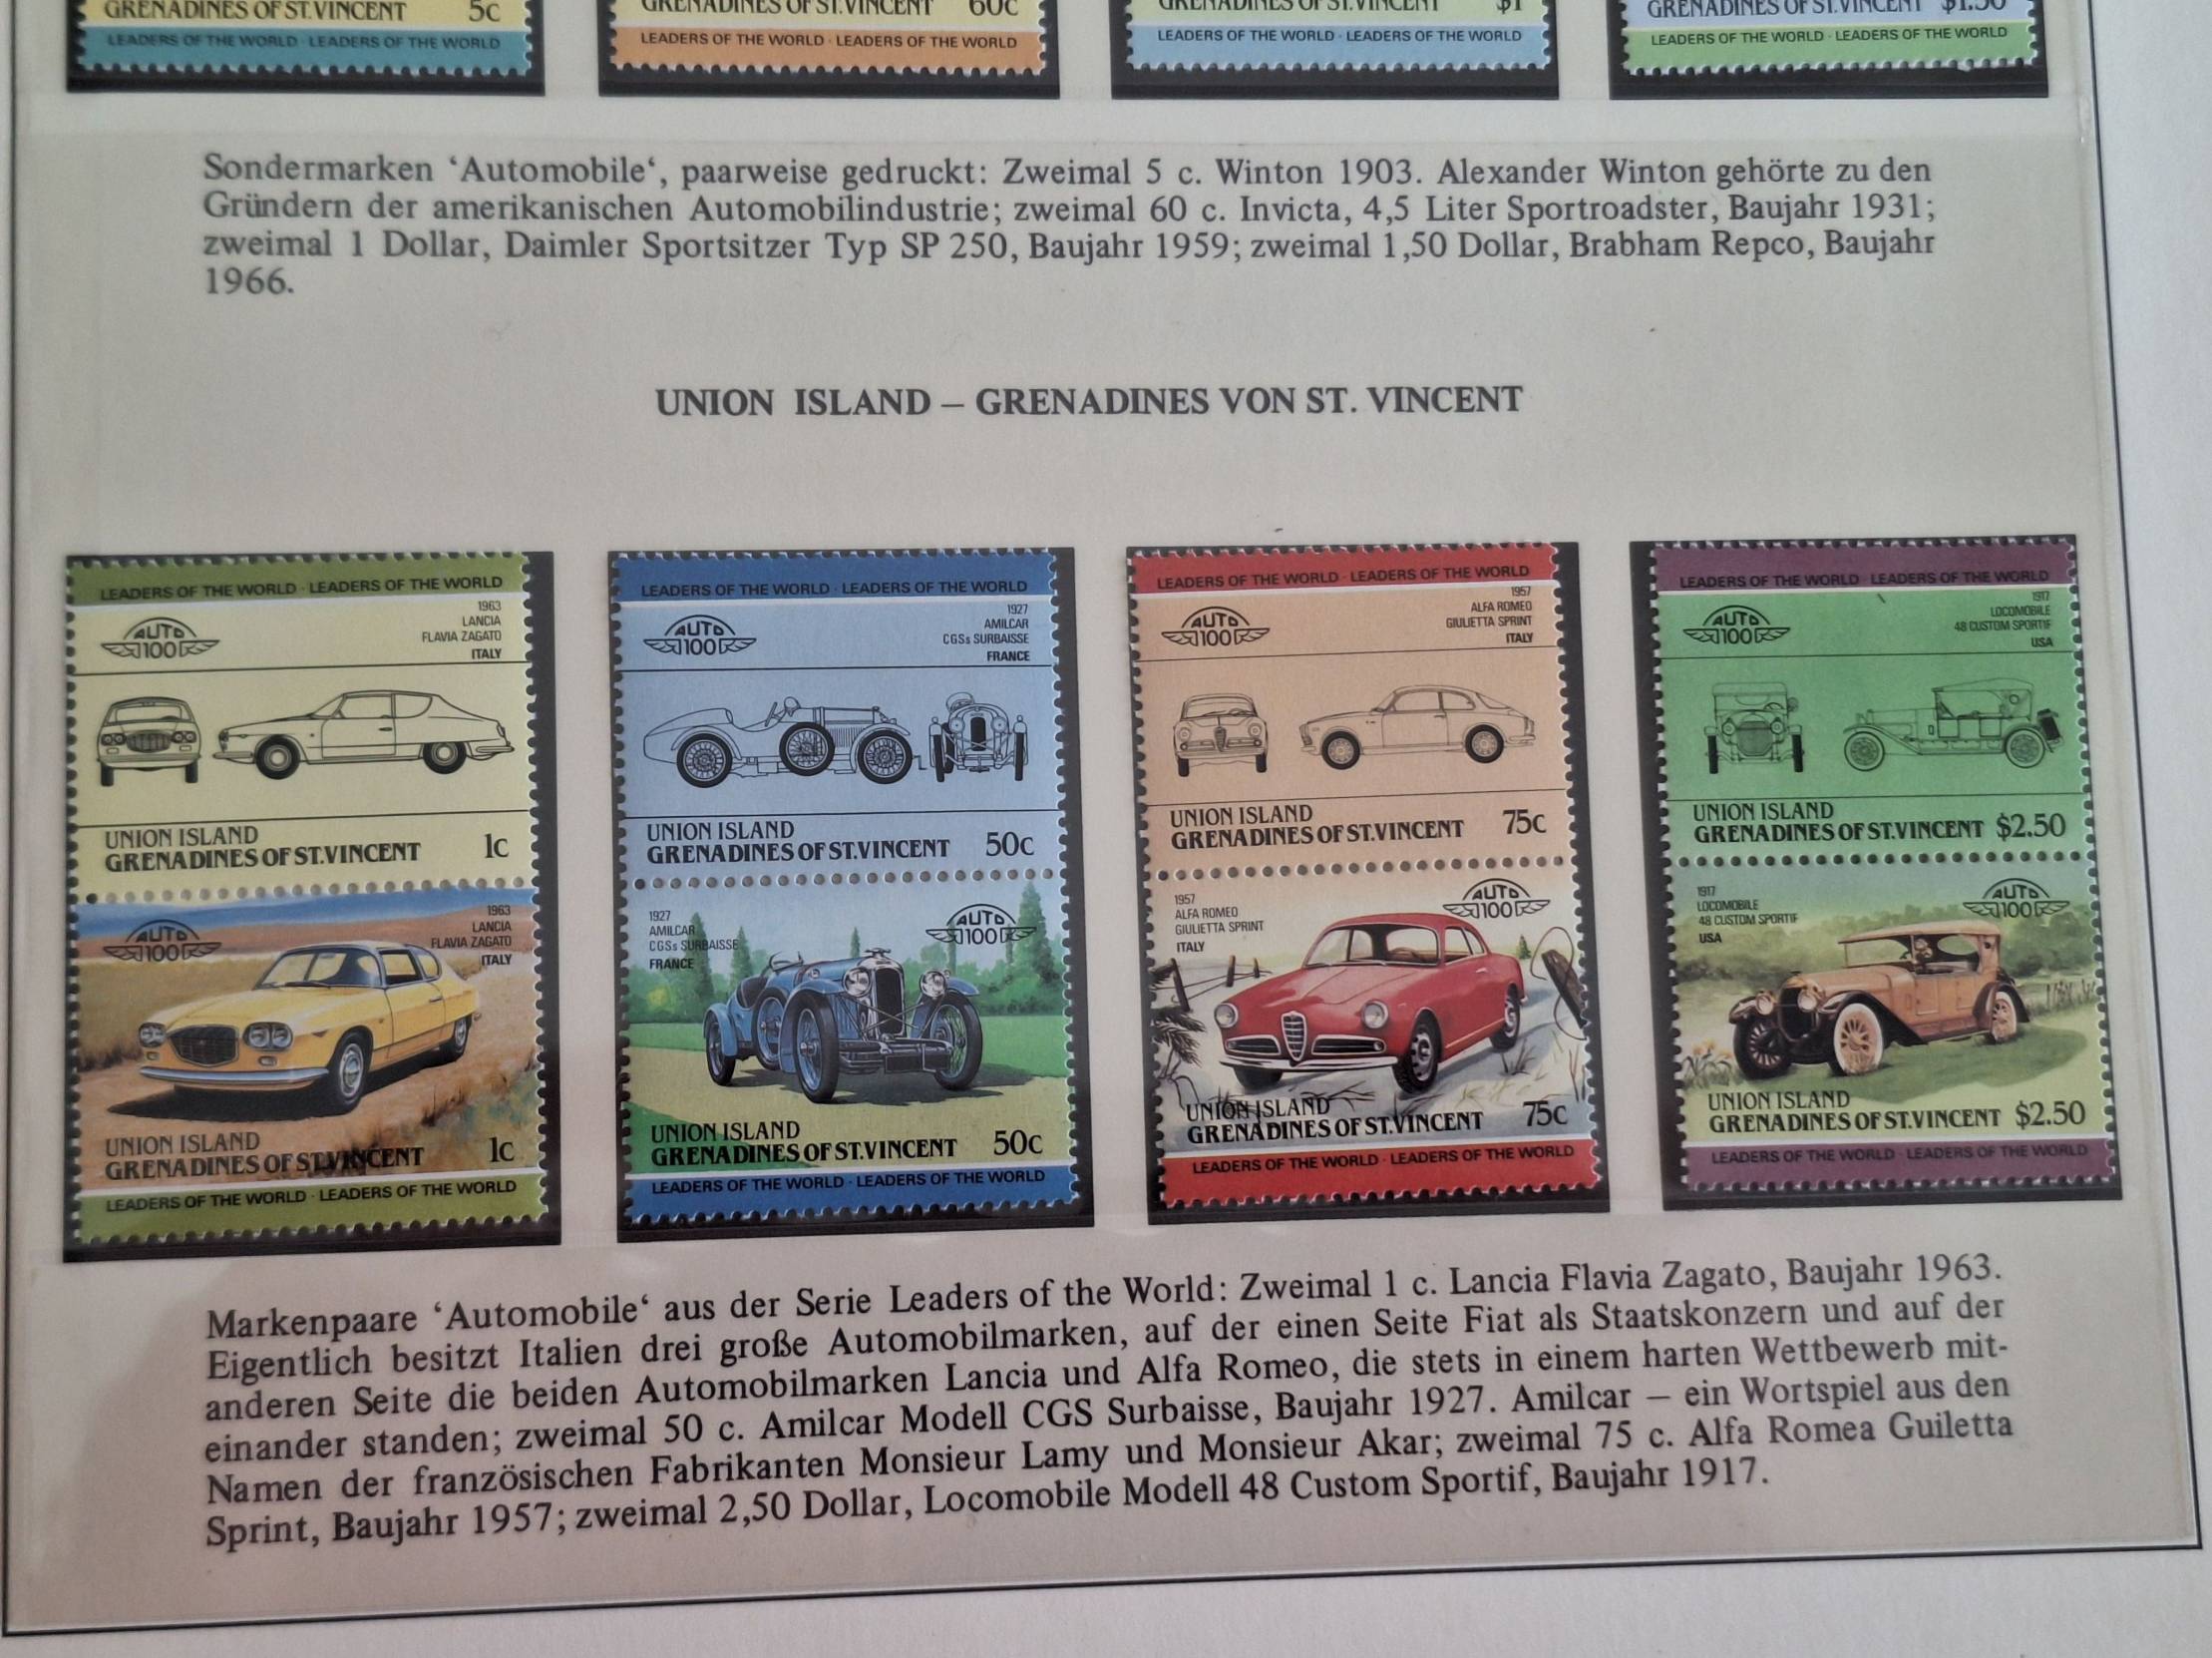 GRENADINES OF ST.VINCENT 5c
LEADERS OF THE WORLD · LEADERS OF THE WORLD
GRENADINES OF ST.VINCENT 60c
LEADERS OF THE WORLD · LEADERS OF THE WORLD
GRENADINES OF ST.VINCENT $1
LEADERS OF THE WORLD · LEADERS OF THE WORLD
GRENADINES OF ST.VINCENT $1.50
LEADERS OF THE WORLD · LEADERS OF THE WORLD
Sondermarken ‘Automobile‘, paarweise gedruckt: Zweimal 5 c. Winton 1903. Alexander Winton gehörte zu den
Gründern der amerikanischen Automobilindustrie; zweimal 60 c. Invicta, 4,5 Liter Sportroadster, Baujahr 1931;
zweimal 1 Dollar, Daimler Sportsitzer Typ SP 250, Baujahr 1959; zweimal 1,50 Dollar, Brabham Repco, Baujahr
1966.
UNION ISLAND – GRENADINES VON ST. VINCENT
LEADERS OF THE WORLD · LEADERS OF THE WORLD
AUTO
100
1963
LANCIA
FLAVIA ZAGATO
ITALY
UNION ISLAND
GRENADINES OF ST.VINCENT 1c
AUTO
100
1963
LANCIA
FLAVIA ZAGATO
ITALY
UNION ISLAND
GRENADINES OF ST.VINCENT 1c
LEADERS OF THE WORLD · LEADERS OF THE WORLD
LEADERS OF THE WORLD · LEADERS OF THE WORLD
AUTO
100
1927
AMILCAR
CGSs SURBAISSE
FRANCE
UNION ISLAND
GRENADINES OF ST.VINCENT 50c
1927
AMILCAR
CGSs SURBAISSE
FRANCE
AUTO
100
UNION ISLAND
GRENADINES OF ST.VINCENT 50c
LEADERS OF THE WORLD · LEADERS OF THE WORLD
LEADERS OF THE WORLD · LEADERS OF THE WORLD
AUTO
100
1957
ALFA ROMEO
GIULIETTA SPRINT
ITALY
UNION ISLAND
GRENADINES OF ST.VINCENT 75c
1957
ALFA ROMEO
GIULIETTA SPRINT
ITALY
AUTO
100
UNION ISLAND
GRENADINES OF ST.VINCENT 75c
LEADERS OF THE WORLD · LEADERS OF THE WORLD
LEADERS OF THE WORLD · LEADERS OF THE WORLD
AUTO
100
1917
LOCOMOBILE
48 CUSTOM SPORTIF
USA
UNION ISLAND
GRENADINES OF ST.VINCENT $2.50
1917
LOCOMOBILE
48 CUSTOM SPORTIF
USA
AUTO
100
UNION ISLAND
GRENADINES OF ST.VINCENT $2.50
LEADERS OF THE WORLD · LEADERS OF THE WORLD
Markenpaare ‘Automobile‘ aus der Serie Leaders of the World: Zweimal 1 c. Lancia Flavia Zagato, Baujahr 1963.
Eigentlich besitzt Italien drei große Automobilmarken, auf der einen Seite Fiat als Staatskonzern und auf der
anderen Seite die beiden Automobilmarken Lancia und Alfa Romeo, die stets in einem harten Wettbewerb mit-
einander standen; zweimal 50 c. Amilcar Modell CGS Surbaisse, Baujahr 1927. Amilcar – ein Wortspiel aus den
Namen der französischen Fabrikanten Monsieur Lamy und Monsieur Akar; zweimal 75 c. Alfa Romea Guiletta
Sprint, Baujahr 1957; zweimal 2,50 Dollar, Locomobile Modell 48 Custom Sportif, Baujahr 1917.